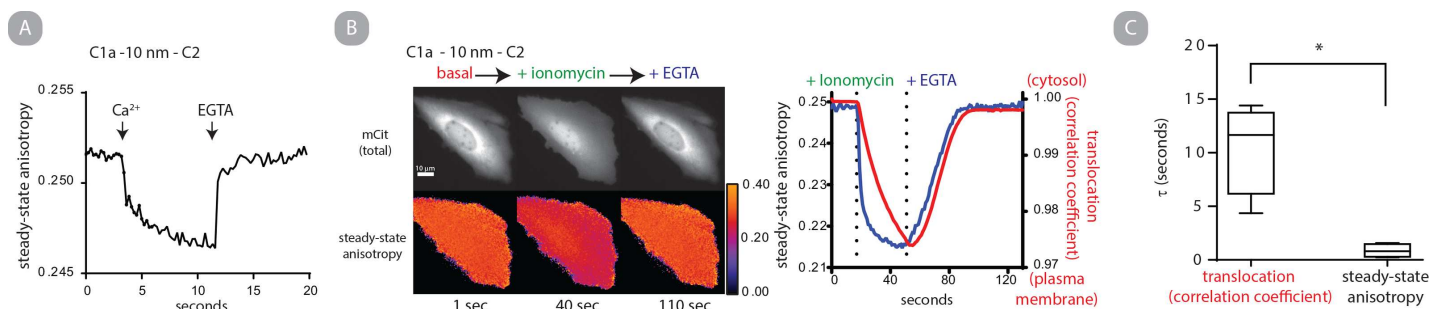 A
C1a -10 nm - C2
steady-state anisotropy
0.255
0.250
0.245
Ca²⁺
EGTA
0 5 10 15 20
seconds
B
C1a - 10 nm - C2
basal + ionomycin + EGTA
mCit
(total)
10 µm
steady-state
anisotropy
0.40
0.20
0.00
1 sec 40 sec 110 sec
+ Ionomycin + EGTA
steady-state anisotropy
0.25
0.24
0.23
0.22
0.21
0 40 80 120
seconds
(cytosol)
1.00
0.99
0.98
0.97
(correlation coefficient)
translocation
(plasma
membrane)
C
τ (seconds)
20
15
10
5
0
*
translocation
(correlation coefficient)
steady-state
anisotropy